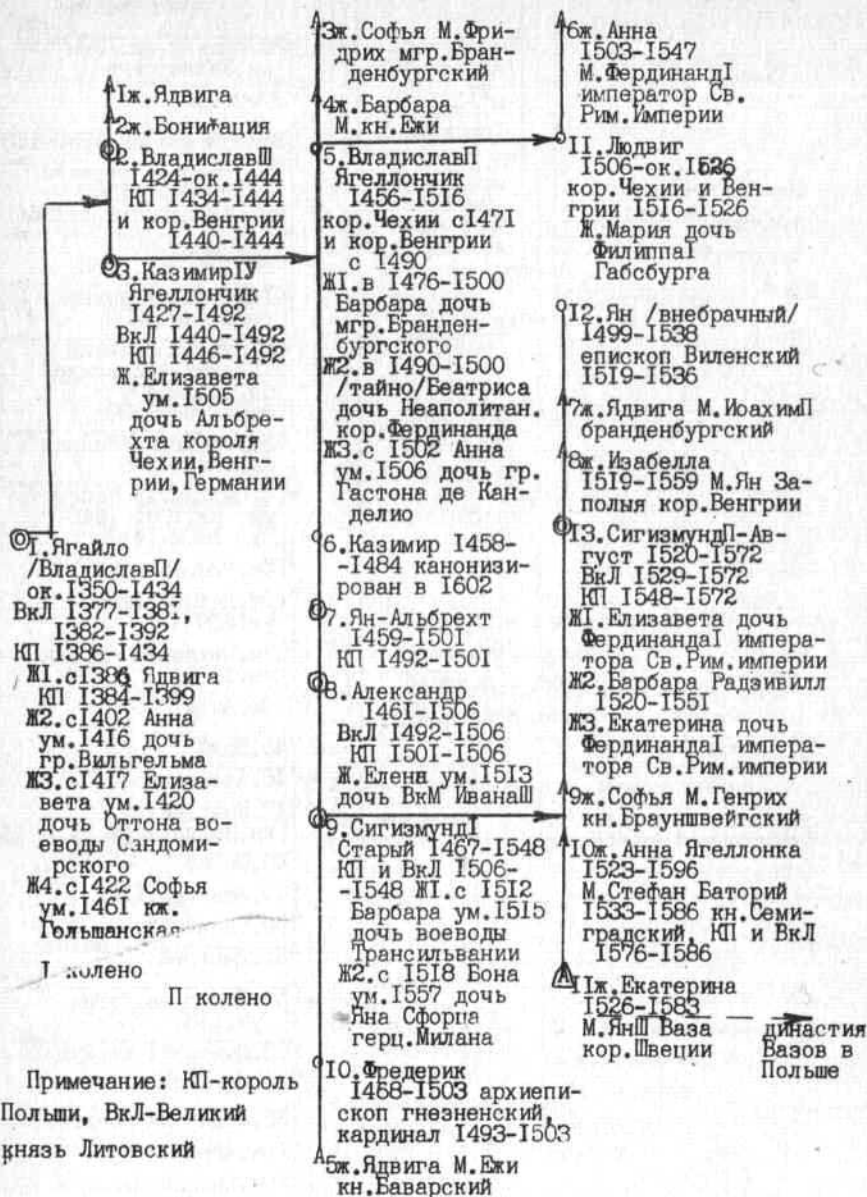 1ж.Ядвига
2ж.Бонифация
2.ВладиславШ
1424-ок.1444
КП 1434-1444
и кор.Венгрии
1440-1444
3.КазимирIУ
Ягеллончик
1427-1492
ВкЛ 1440-1492
КП 1446-1492
Ж.Елизавета
ум.1505
дочь Альбре-
хта короля
Чехии,Венг-
рии,Германии
1.Ягайло
/ВладиславП/
ок.1350-1434
ВкЛ 1377-1381,
1382-1392
КП 1386-1434
Ж1.с1386 Ядвига
КП 1384-1399
Ж2.с1402 Анна
ум.1416 дочь
гр.Вильгельма
Ж3.с1417 Елиза-
вета ум.1420
дочь Оттона во-
еводы Сандоми-
рского
Ж4.с1422 Софья
ум.1461 кж.
Гольшанская
I колено
П колено
Примечание: КП-король
Польши, ВкЛ-Великий
князь Литовский
3ж.Софья М.Фри-
дрих мгр.Бран-
денбургский
4ж.Барбара
М.кн.Ежи
5.ВладиславП
Ягеллончик
1456-1516
кор.Чехии с1471
и кор.Венгрии
с 1490
Ж1.в 1476-1500
Барбара дочь
мгр.Бранден-
бургского
Ж2.в 1490-1500
/тайно/Беатриса
дочь Неаполитан.
кор.Фердинанда
Ж3.с 1502 Анна
ум.1506 дочь гр.
Гастона де Кан-
делио
6.Казимир 1458-
-1484 канонизи-
рован в 1602
7.Ян-Альбрехт
1459-1501
КП 1492-1501
8.Александр
1461-1506
ВкЛ 1492-1506
КП 1501-1506
Ж.Елена ум.1513
дочь ВкМ ИванаШ
9.СигизмундI
Старый 1467-1548
КП и ВкЛ 1506-
-1548 Ж1.с 1512
Барбара ум.1515
дочь воеводы
Трансильвании
Ж2.с 1518 Бона
ум.1557 дочь
Яна Сфорца
герц.Милана
10.Фредерик
1468-1503 архиепи-
скоп гнезненский,
кардинал 1493-1503
5ж.Ядвига М.Ежи
кн.Баварский
6ж.Анна
1503-1547
М.ФердинандI
император Св.
Рим.Империи
11.Людвиг
1506-ок.1526
кор.Чехии и Вен-
грии 1516-1526
Ж.Мария дочь
ФилиппаI
Габсбурга
12.Ян /внебрачный/
1499-1538
епископ Виленский
1519-1536
7ж.Ядвига М.ИоахимП
бранденбургский
8ж.Изабелла
1519-1559 М.Ян За-
полыя кор.Венгрии
13.СигизмундП-Ав-
густ 1520-1572
ВкЛ 1529-1572
КП 1548-1572
Ж1.Елизавета дочь
ФердинандаI импера-
тора Св.Рим.империи
Ж2.Барбара Радзивилл
1520-1551
Ж3.Екатерина дочь
ФердинандаI импера-
тора Св.Рим.империи
9ж.Софья М.Генрих
кн.Брауншвейгский
10ж.Анна Ягеллонка
1523-1596
М.Стефан Баторий
1533-1586 кн.Семи-
градский, КП и ВкЛ
1576-1586
11ж.Екатерина
1526-1583
М.ЯнШ Ваза
кор.Швеции
династия
Вазов в
Польше